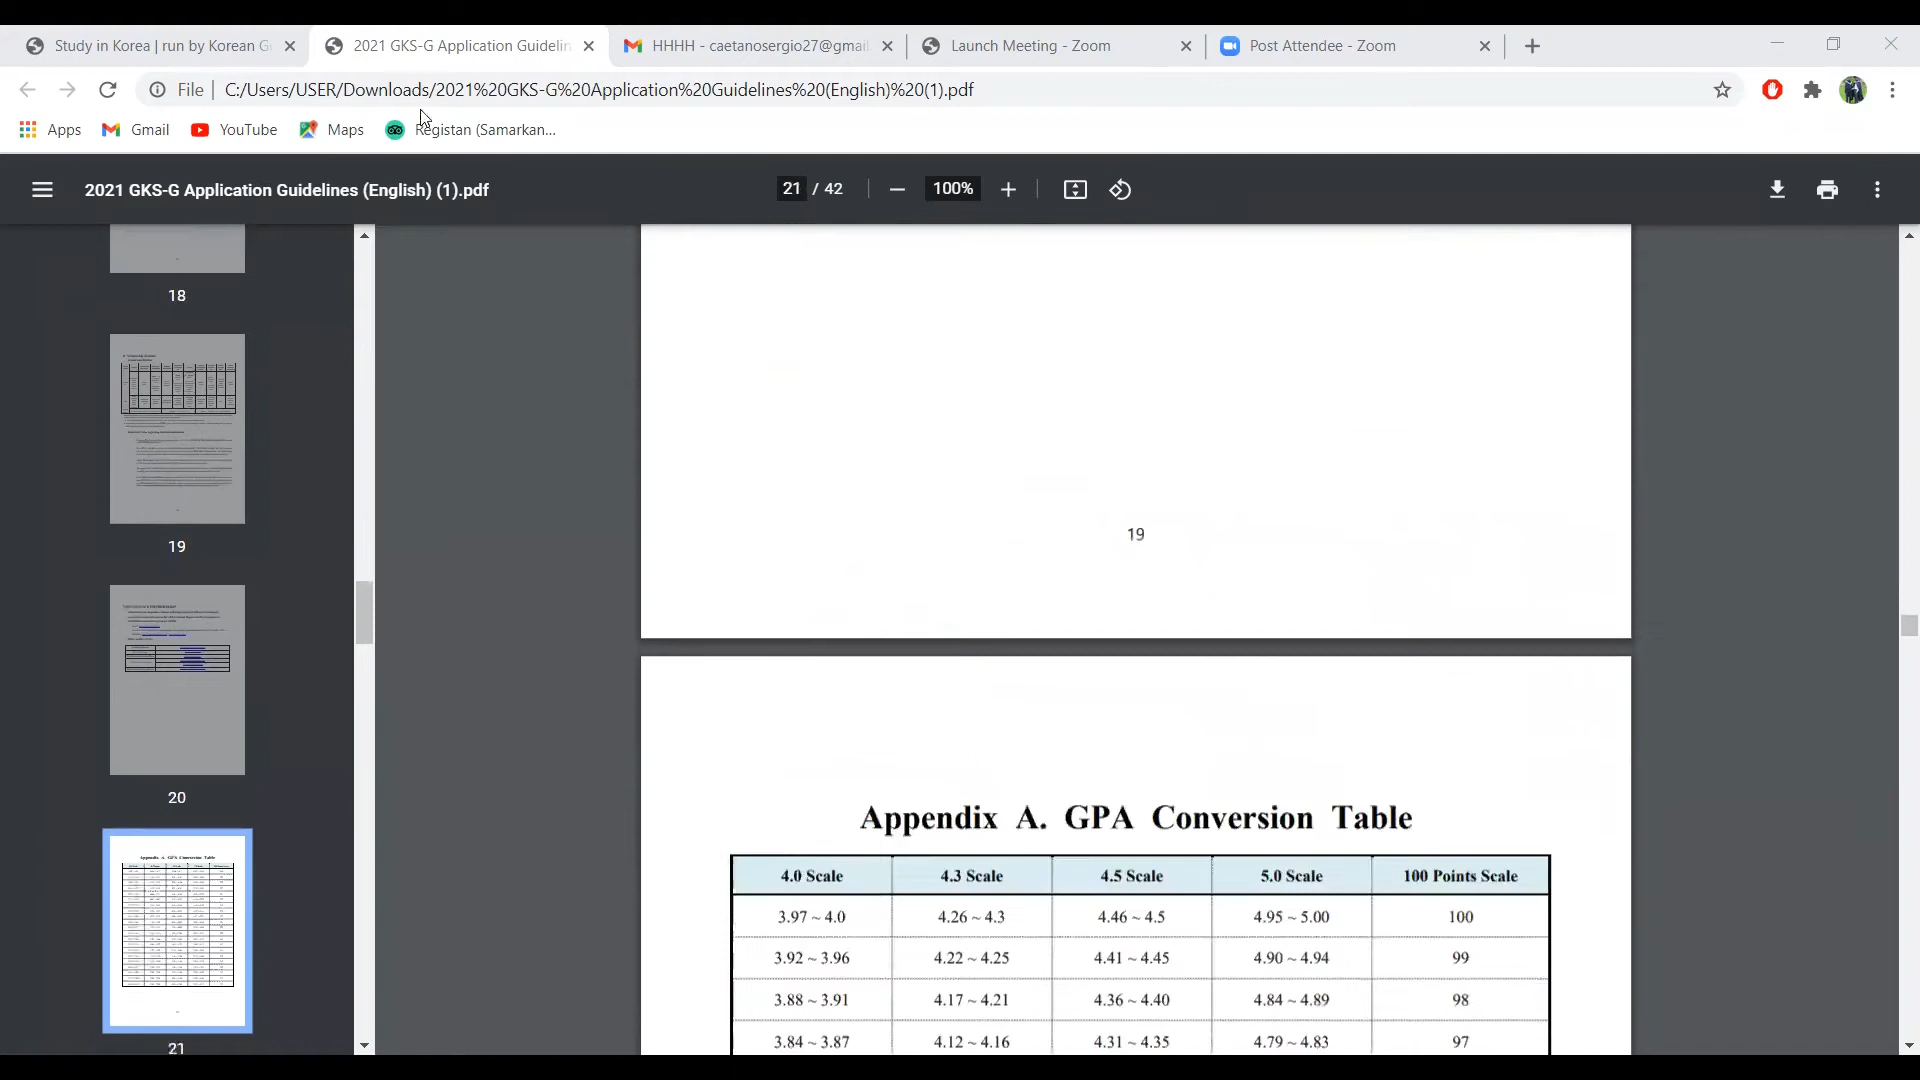 Study in Korea | run by Korean G
2021 GKS-G Application Guidelin
HHHH - caetanosergio27@gmai
Launch Meeting - Zoom
Post Attendee - Zoom
File
C:/Users/USER/Downloads/2021%20GKS-G%20Application%20Guidelines%20(English)%20(1).pdf
Apps
Gmail
YouTube
Maps
Registan (Samarkan...
2021 GKS-G Application Guidelines (English) (1).pdf
21 / 42
100%
18
19
20
Appendix A. GPA Conversion Table
21
19
Appendix A. GPA Conversion Table
4.0 Scale 4.3 Scale 4.5 Scale 5.0 Scale 100 Points Scale
3.97 ~ 4.0 4.26 ~ 4.3 4.46 ~ 4.5 4.95 ~ 5.00 100
3.92 ~ 3.96 4.22 ~ 4.25 4.41 ~ 4.45 4.90 ~ 4.94 99
3.88 ~ 3.91 4.17 ~ 4.21 4.36 ~ 4.40 4.84 ~ 4.89 98
3.84 ~ 3.87 4.12 ~ 4.16 4.31 ~ 4.35 4.79 ~ 4.83 97